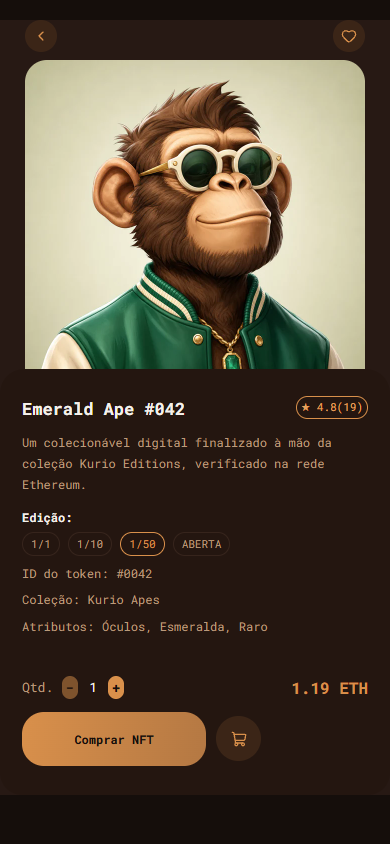 Emerald Ape #042
★ 4.8(19)
Um colecionável digital finalizado à mão da
coleção Kurio Editions, verificado na rede
Ethereum.
Edição:
1/1
1/10
1/50
ABERTA
ID do token: #0042
Coleção: Kurio Apes
Atributos: Óculos, Esmeralda, Raro
Qtd. − 1 +
1.19 ETH
Comprar NFT